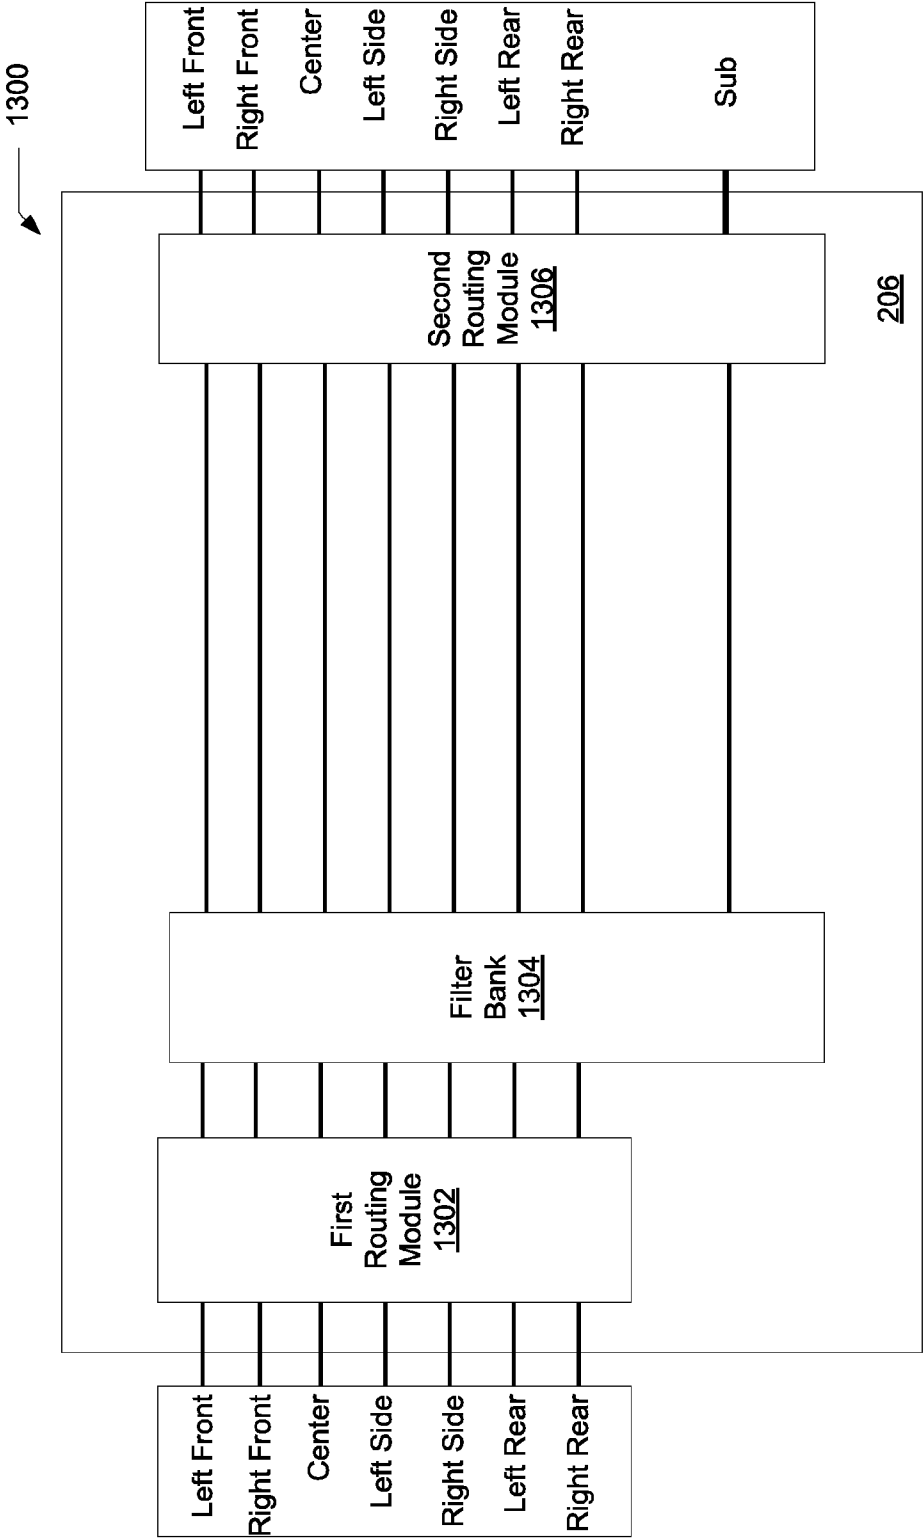 1300
Left Front
Right Front
Center
Left Side
Right Side
Left Rear
Right Rear
First
Routing
Module
1302
Filter
Bank
1304
Second
Routing
Module
1306
206
Left Front
Right Front
Center
Left Side
Right Side
Left Rear
Right Rear
Sub